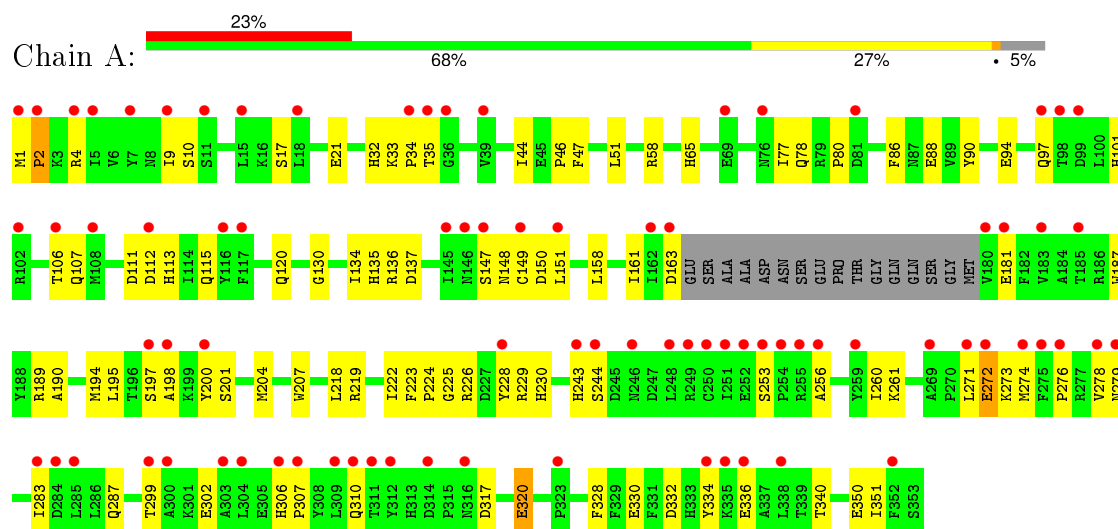 23%
Chain A:
68% 27% • 5%
M1 P2 K3 R4 I5 V6 Y7 N8 I9 S10 S11 L15 K16 S17 L18 E21 H32 K33 F34 T35 G36 V39 I44 E45 P46 F47 L51 R58 H65 E69 N76 T77 Q78 R79 P80 D81 F86 N87 E88 V89 Y90 E94 Q97 T98 D99 L100 H101
R102 T106 Q107 M108 D111 D112 H113 I114 Q115 Y116 F117 Q120 G130 I134 H135 R136 D137 I145 N146 S147 N148 C149 D150 L151 L158 I161 I162 D163 GLU SER ALA ALA ASP ASN SER GLU PRO THR GLY GLN GLN SER GLY MET V180 E181 F182 V183 A184 T185 R186 W187
Y188 R189 A190 M194 L195 T196 S197 A198 K199 Y200 S201 M204 W207 L218 R219 I222 F223 P224 G225 R226 D227 Y228 R229 H230 H243 S244 D245 N246 D247 L248 R249 C250 I251 E252 S253 P254 R255 A256 Y259 I260 K261 A269 P270 L271 E272 K273 M274 F275 P276 R277 V278 N279
I283 D284 L285 L286 Q287 T299 A300 K301 E302 A303 L304 E305 H306 P307 Y308 L309 Q310 T311 Y312 H313 D314 P315 N316 D317 E320 P323 F328 F329 E330 F331 D332 H333 Y334 K335 E336 A337 L338 T339 T340 E350 I351 F352 S353